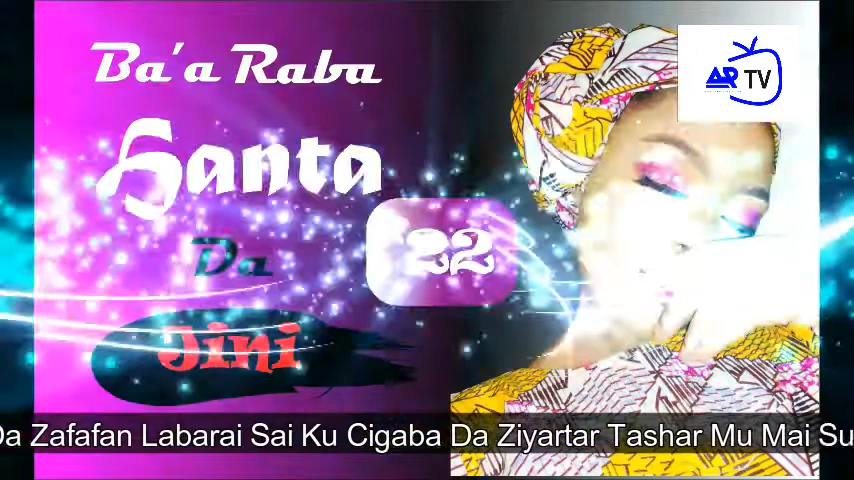 Ba'a Raba
Hanta
Da
Jini
22
AR TV
Da Zafafan Labarai Sai Ku Cigaba Da Ziyartar Tashar Mu Mai Su